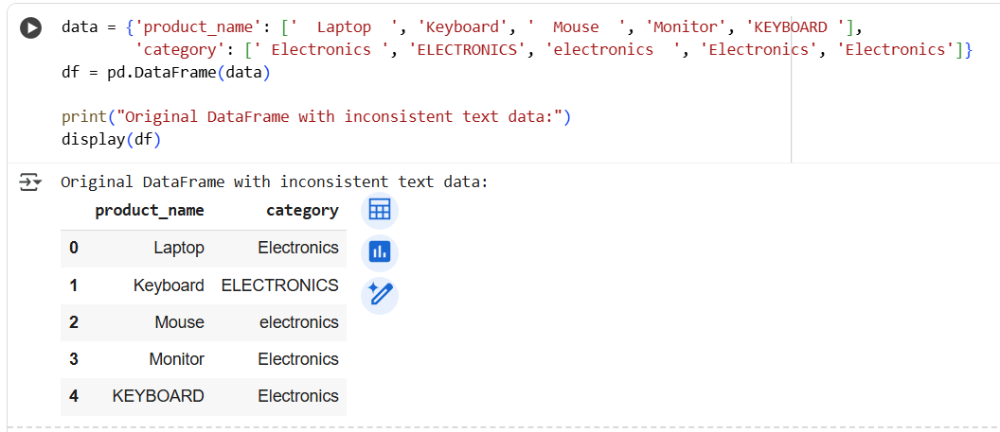 data = {'product_name': ['  Laptop  ', 'Keyboard', '  Mouse  ', 'Monitor', 'KEYBOARD '],
        'category': [' Electronics ', 'ELECTRONICS', 'electronics  ', 'Electronics', 'Electronics']}
df = pd.DataFrame(data)
print("Original DataFrame with inconsistent text data:")
display(df)
Original DataFrame with inconsistent text data:
product_name category
0 Laptop Electronics
1 Keyboard ELECTRONICS
2 Mouse electronics
3 Monitor Electronics
4 KEYBOARD Electronics